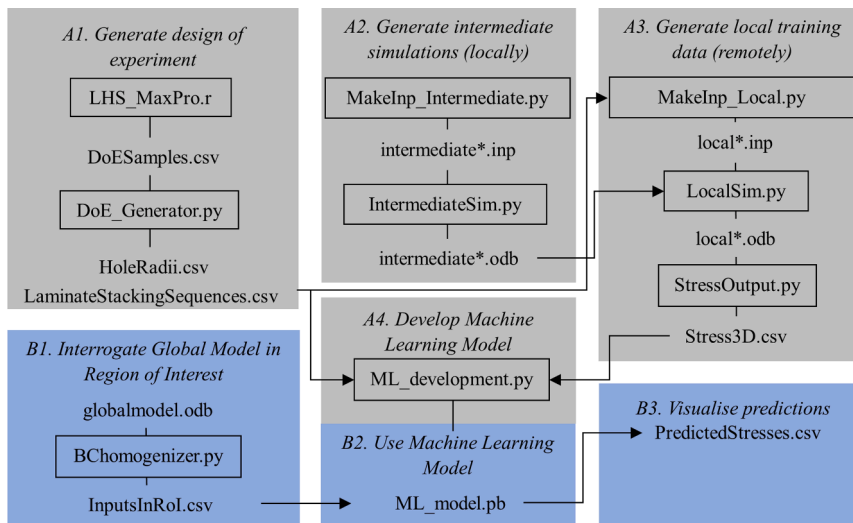 A1. Generate design of
experiment
LHS_MaxPro.r
DoESamples.csv
DoE_Generator.py
HoleRadii.csv
LaminateStackingSequences.csv
A2. Generate intermediate
simulations (locally)
MakeInp_Intermediate.py
intermediate*.inp
IntermediateSim.py
intermediate*.odb
A3. Generate local training
data (remotely)
MakeInp_Local.py
local*.inp
LocalSim.py
local*.odb
StressOutput.py
Stress3D.csv
A4. Develop Machine
Learning Model
ML_development.py
B1. Interrogate Global Model in
Region of Interest
globalmodel.odb
BChomogenizer.py
InputsInRoI.csv
B2. Use Machine Learning
Model
ML_model.pb
B3. Visualise predictions
PredictedStresses.csv